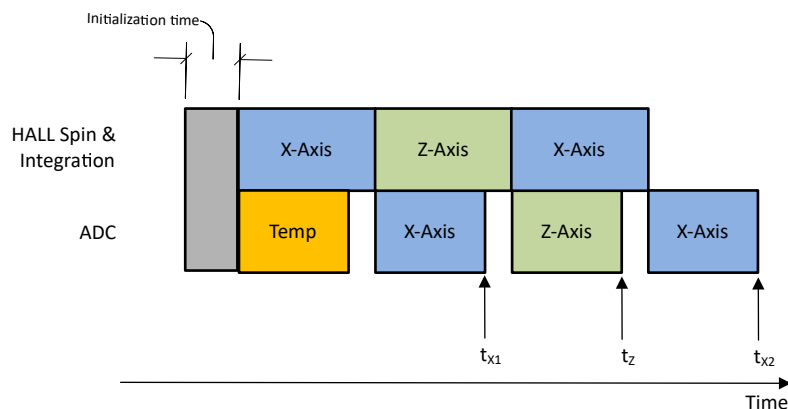 Initialization time
HALL Spin &
Integration
X-Axis
Z-Axis
X-Axis
ADC
Temp
X-Axis
Z-Axis
X-Axis
tX1
tZ
tX2
Time